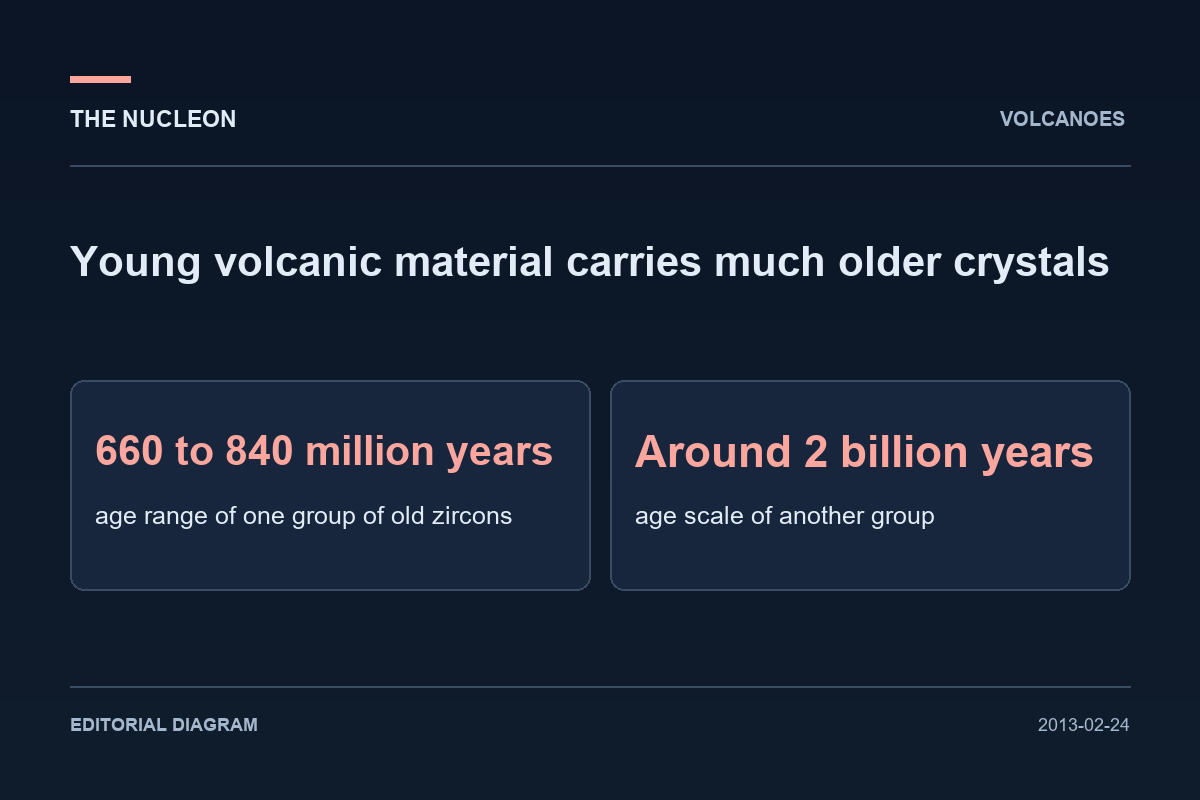 THE NUCLEON
VOLCANOES
Young volcanic material carries much older crystals
660 to 840 million years
age range of one group of old zircons
Around 2 billion years
age scale of another group
EDITORIAL DIAGRAM
2013-02-24